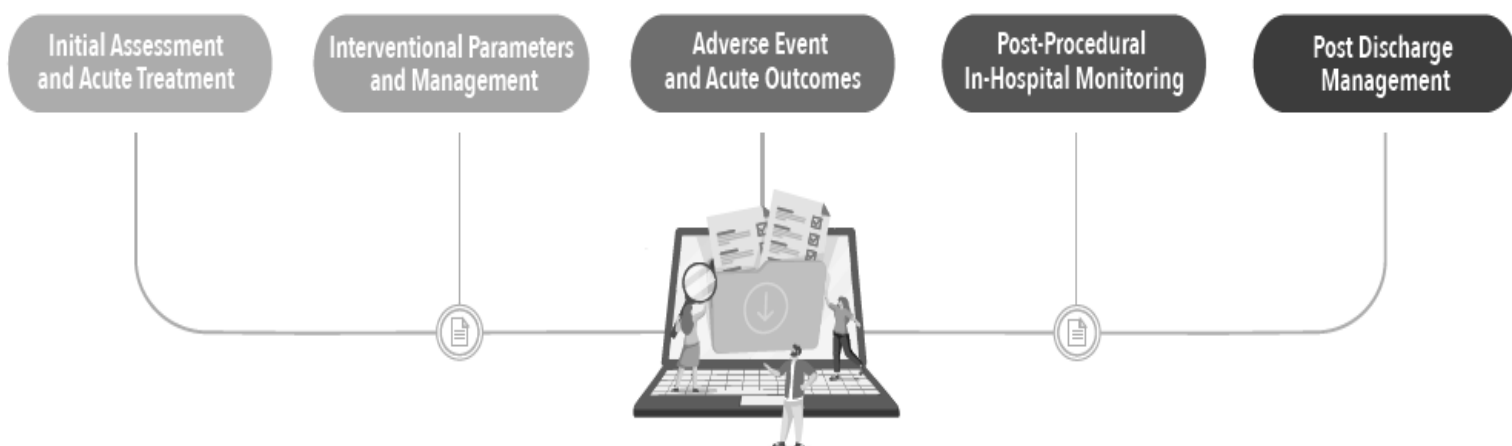 Initial Assessment
and Acute Treatment
Interventional Parameters
and Management
Adverse Event
and Acute Outcomes
Post-Procedural
In-Hospital Monitoring
Post Discharge
Management